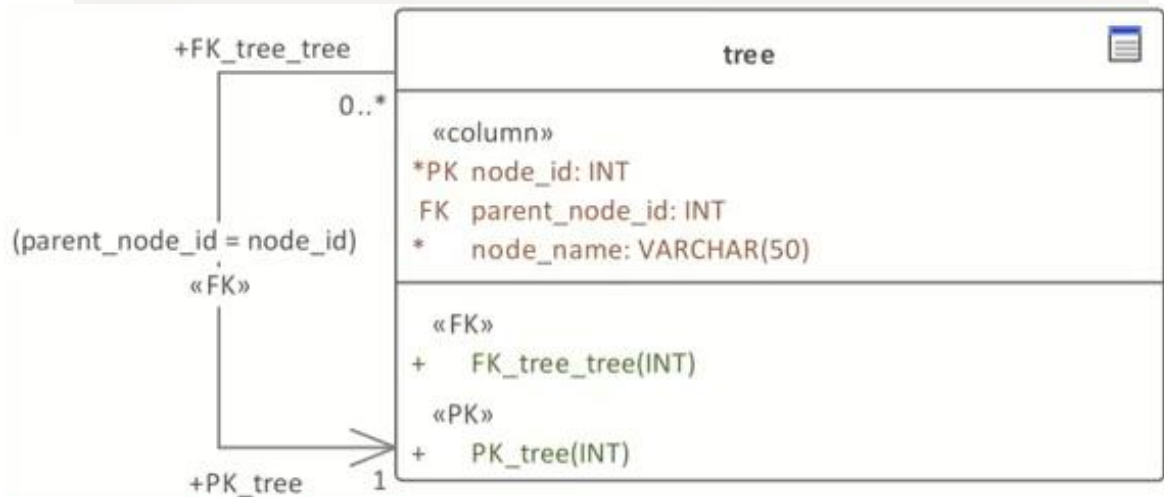 +FK_tree_tree
tree
0..*
«column»
*PK node_id: INT
FK parent_node_id: INT
* node_name: VARCHAR(50)
(parent_node_id = node_id)
«FK»
«FK»
+ FK_tree_tree(INT)
«PK»
+ PK_tree(INT)
+PK_tree
1